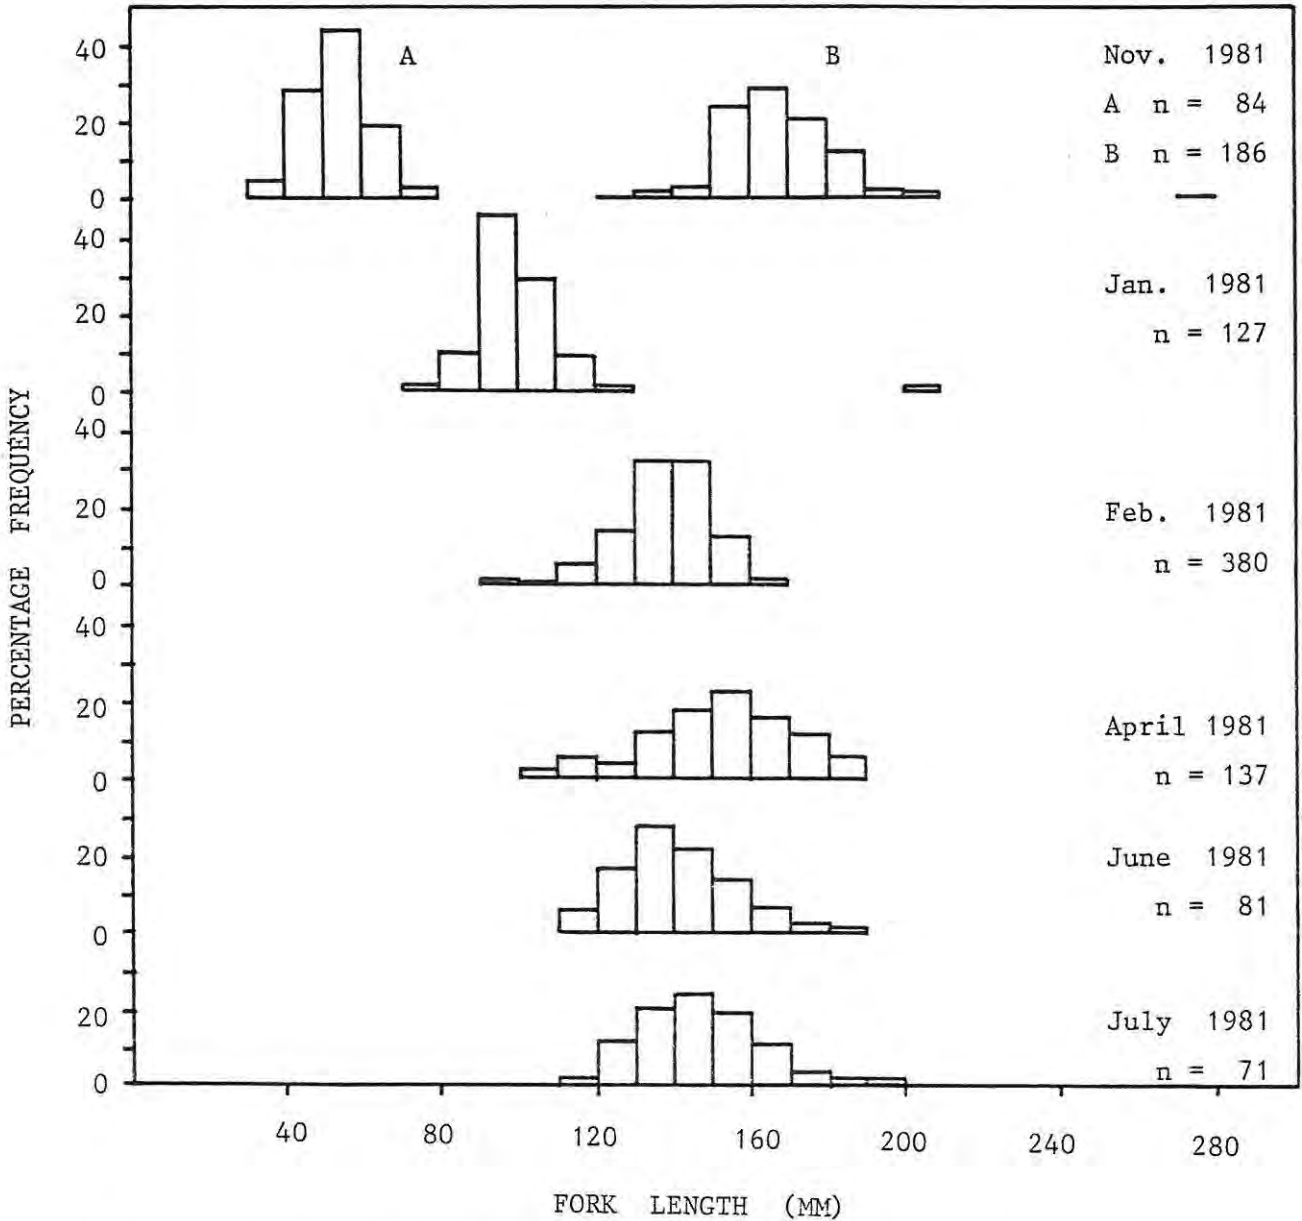 40
20
0
A
B
Nov. 1981
A n = 84
B n = 186
40
20
0
Jan. 1981
n = 127
40
20
0
Feb. 1981
n = 380
40
20
0
April 1981
n = 137
20
0
June 1981
n = 81
20
0
July 1981
n = 71
PERCENTAGE FREQUENCY
40 80 120 160 200 240 280
FORK LENGTH (MM)